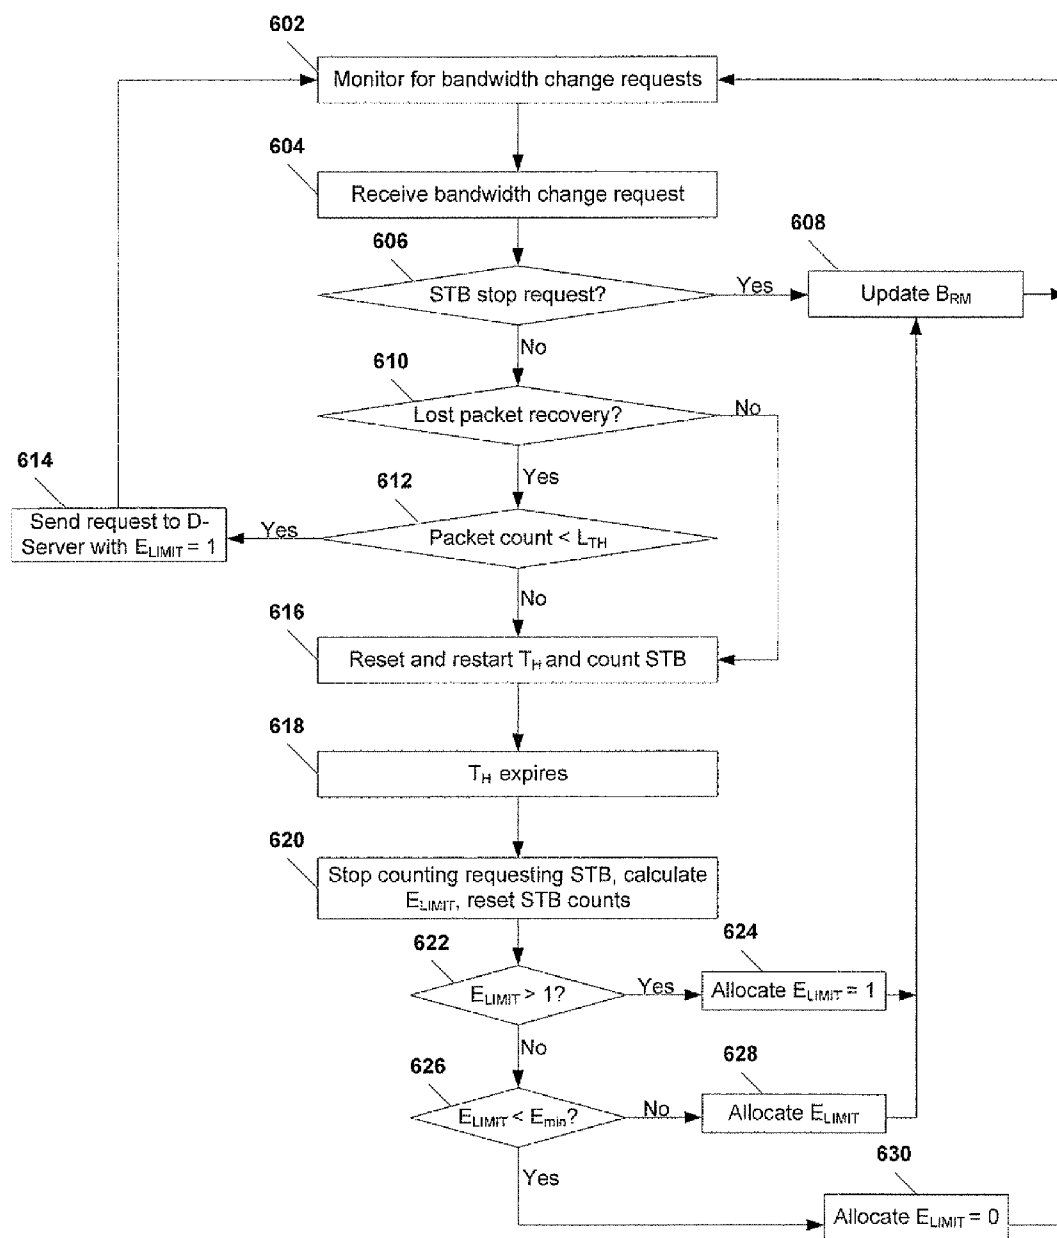 602
Monitor for bandwidth change requests
604
Receive bandwidth change request
606
608
STB stop request?
Yes
Update BRM
No
610
Lost packet recovery?
No
614
Yes
612
Send request to D-
Server with ELIMIT = 1
Yes
Packet count < LTH
No
616
Reset and restart TH and count STB
618
TH expires
620
Stop counting requesting STB, calculate
ELIMIT, reset STB counts
622
624
ELIMIT > 1?
Yes
Allocate ELIMIT = 1
No
626
628
ELIMIT < Emin?
No
Allocate ELIMIT
Yes
630
Allocate ELIMIT = 0